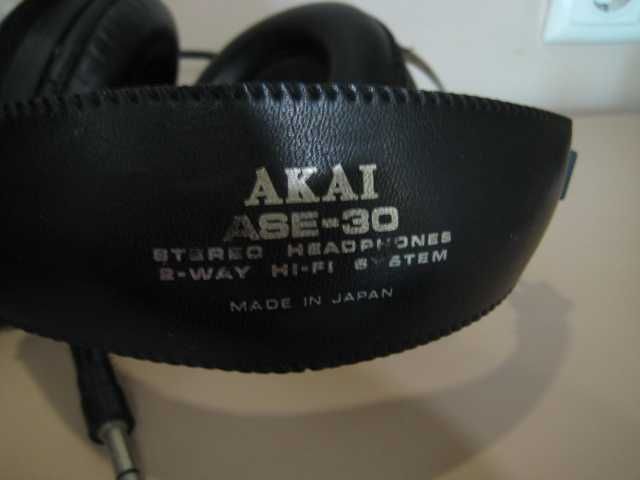 AKAI
ASE-30
STEREO HEADPHONES
2-WAY HI-FI SYSTEM
MADE IN JAPAN